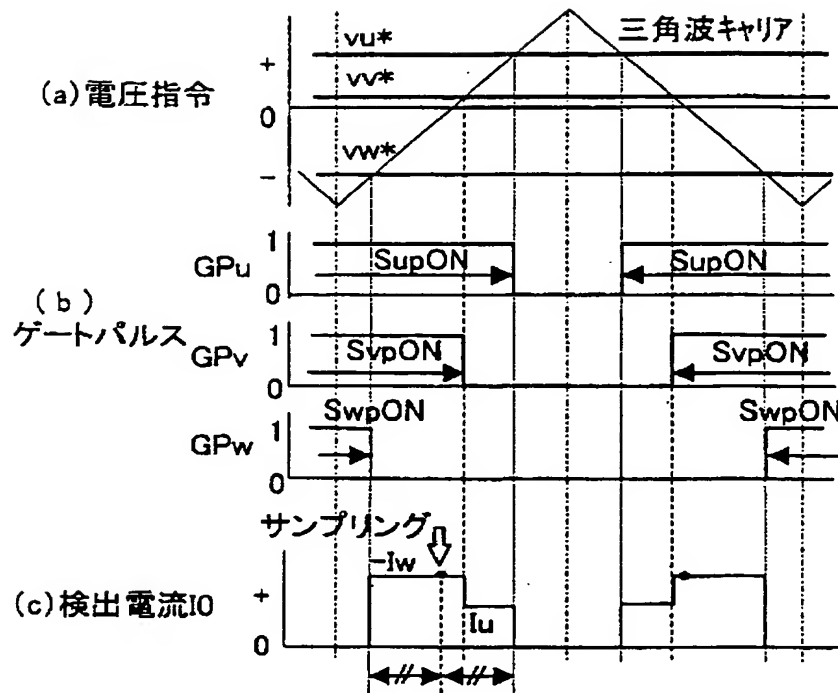 三角波キャリア
vu*
+
vv*
(a)電圧指令
0
vw*
−
1
GPu
SupON
SupON
0
(b)
ゲートパルス
1
GPv
SvpON
SvpON
0
SwpON
SwpON
1
GPw
0
サンプリング
-Iw
+
(c)検出電流I0
Iu
0